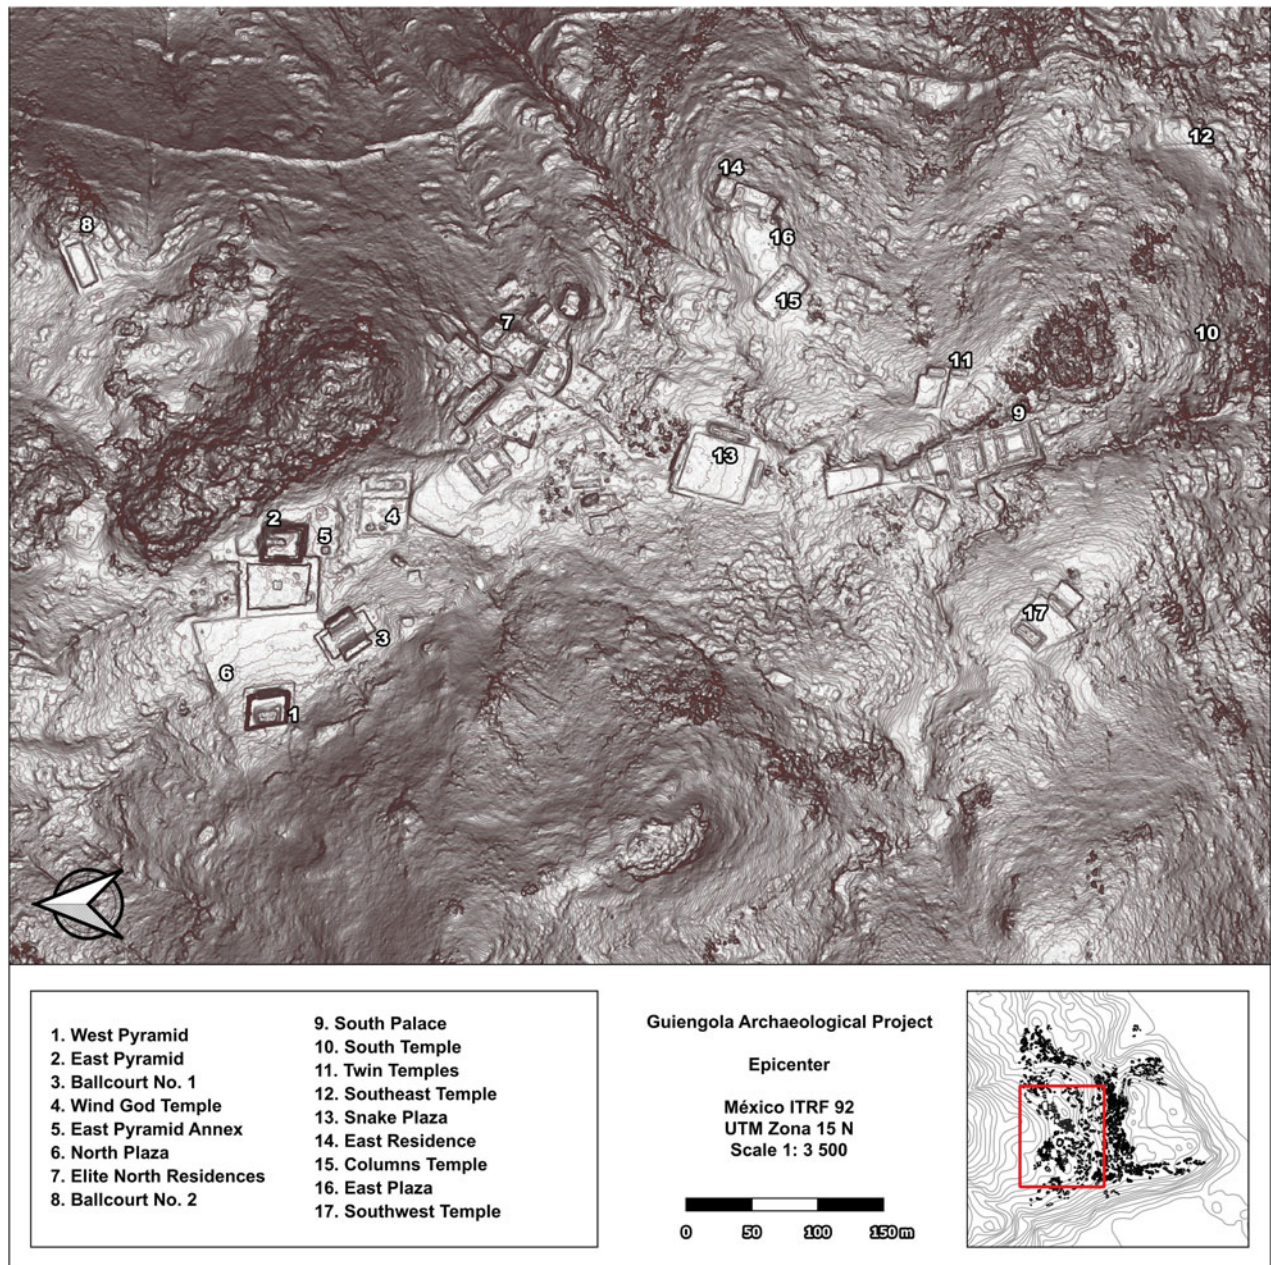 12
14
8
16
15
7
10
11
9
13
2
5
4
17
3
6
1
1. West Pyramid
2. East Pyramid
3. Ballcourt No. 1
4. Wind God Temple
5. East Pyramid Annex
6. North Plaza
7. Elite North Residences
8. Ballcourt No. 2
9. South Palace
10. South Temple
11. Twin Temples
12. Southeast Temple
13. Snake Plaza
14. East Residence
15. Columns Temple
16. East Plaza
17. Southwest Temple
Guiengola Archaeological Project
Epicenter
México ITRF 92
UTM Zona 15 N
Scale 1: 3 500
0 50 100 150 m